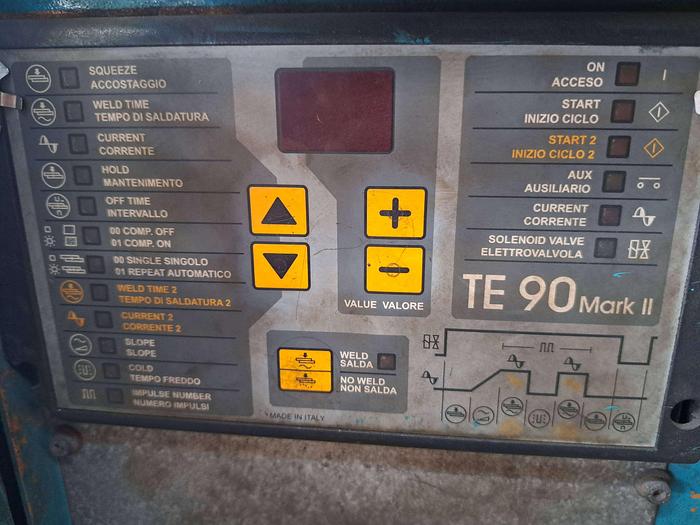 SQUEEZE
ACCOSTAGGIO
WELD TIME
TEMPO DI SALDATURA
CURRENT
CORRENTE
HOLD
MANTENIMENTO
OFF TIME
INTERVALLO
00 COMP. OFF
01 COMP. ON
00 SINGLE SINGOLO
01 REPEAT AUTOMATICO
WELD TIME 2
TEMPO DI SALDATURA 2
CURRENT 2
CORRENTE 2
SLOPE
SLOPE
COLD
TEMPO FREDDO
IMPULSE NUMBER
NUMERO IMPULSI
VALUE VALORE
WELD
SALDA
NO WELD
NON SALDA
MADE IN ITALY
ON
ACCESO
START
INIZIO CICLO
START 2
INIZIO CICLO 2
AUX
AUSILIARIO
CURRENT
CORRENTE
SOLENOID VALVE
ELETTROVALVOLA
TE 90 Mark II